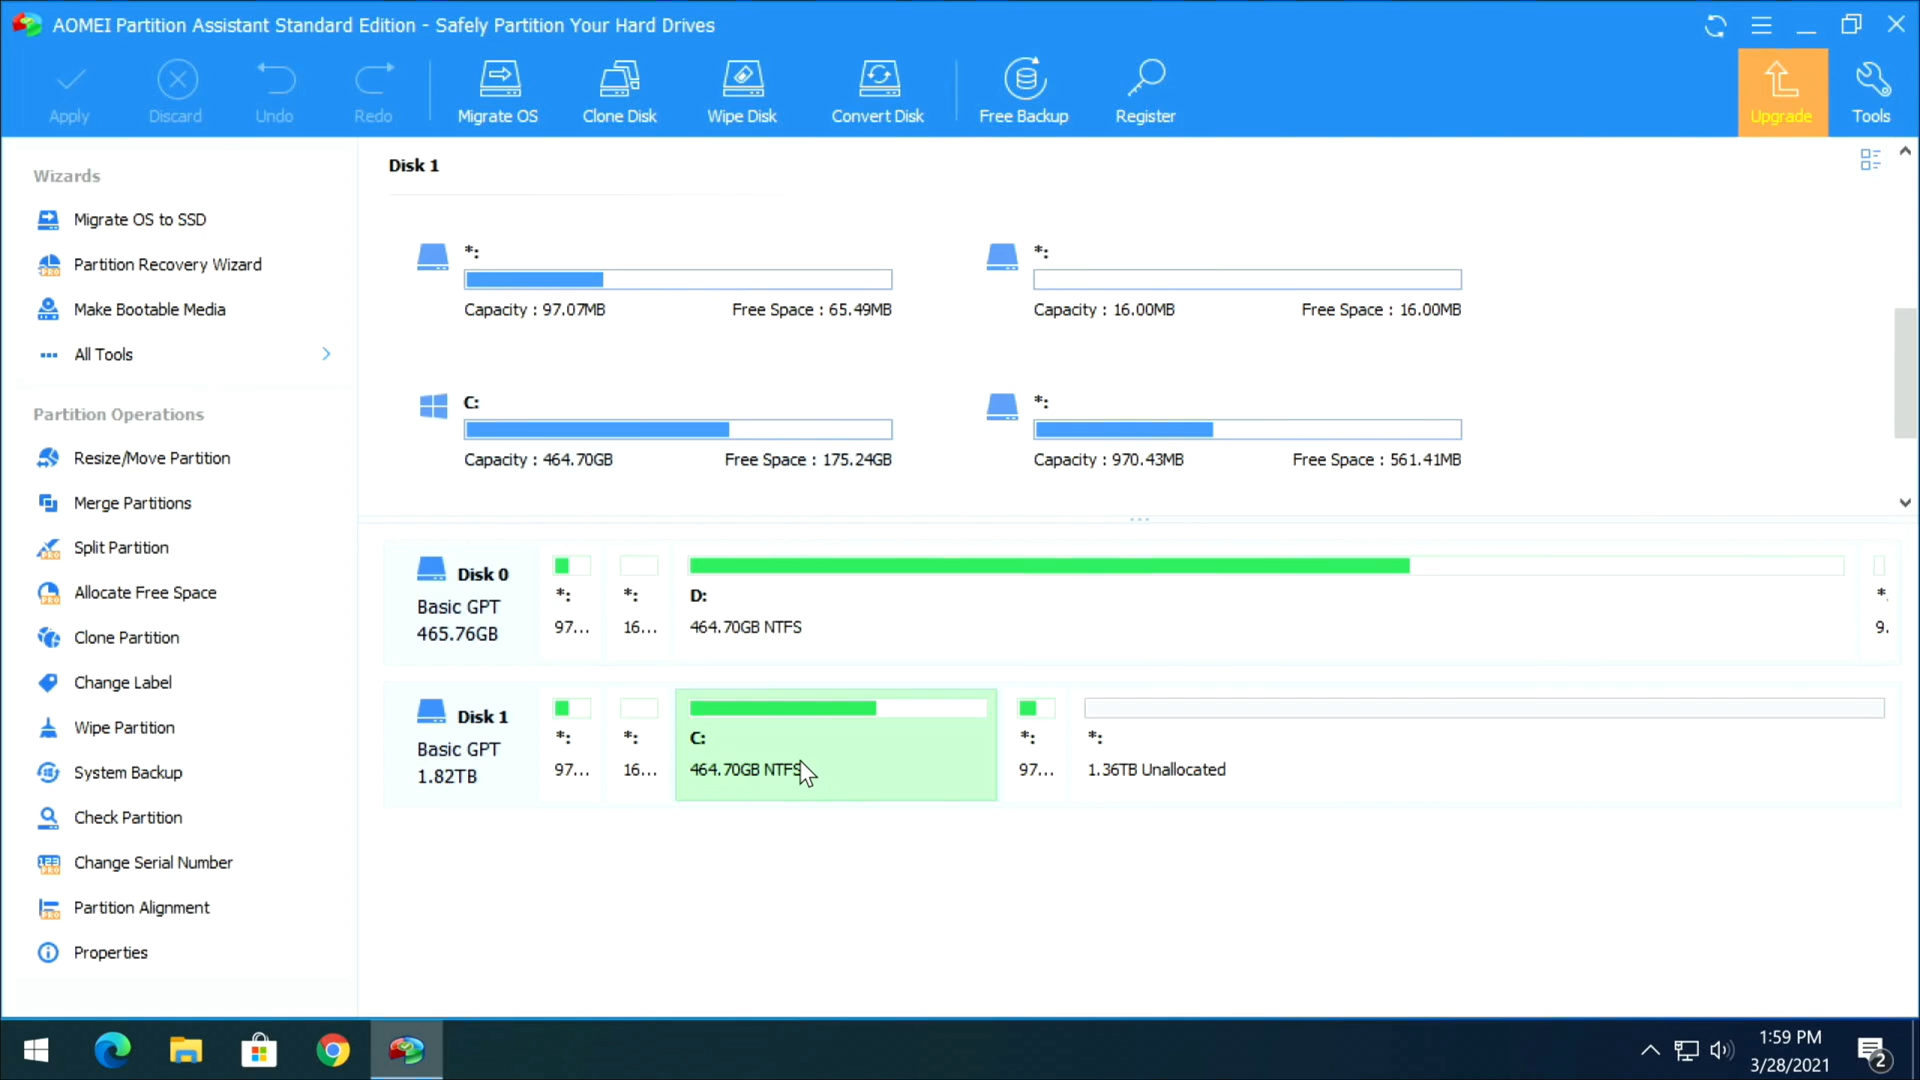 AOMEI Partition Assistant Standard Edition - Safely Partition Your Hard Drives
Apply
Discard
Undo
Redo
Migrate OS
Clone Disk
Wipe Disk
Convert Disk
Free Backup
Register
Upgrade
Tools
Wizards
Migrate OS to SSD
Partition Recovery Wizard
Make Bootable Media
All Tools
Partition Operations
Resize/Move Partition
Merge Partitions
Split Partition
Allocate Free Space
Clone Partition
Change Label
Wipe Partition
System Backup
Check Partition
Change Serial Number
Partition Alignment
Properties
Disk 1
*:
Capacity : 97.07MB Free Space : 65.49MB
*:
Capacity : 16.00MB Free Space : 16.00MB
C:
Capacity : 464.70GB Free Space : 175.24GB
*:
Capacity : 970.43MB Free Space : 561.41MB
Disk 0
Basic GPT
465.76GB
*:
97...
*:
16...
D:
464.70GB NTFS
*.
9.
Disk 1
Basic GPT
1.82TB
*:
97...
*:
16...
C:
464.70GB NTFS
*:
97...
*:
1.36TB Unallocated
1:59 PM
3/28/2021
2